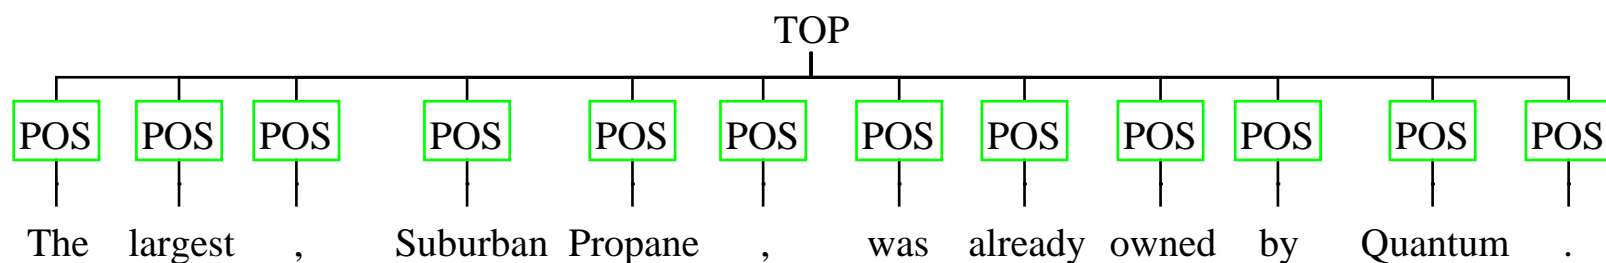 TOP
POS POS POS POS POS POS POS POS POS POS POS POS
The largest , Suburban Propane , was already owned by Quantum .